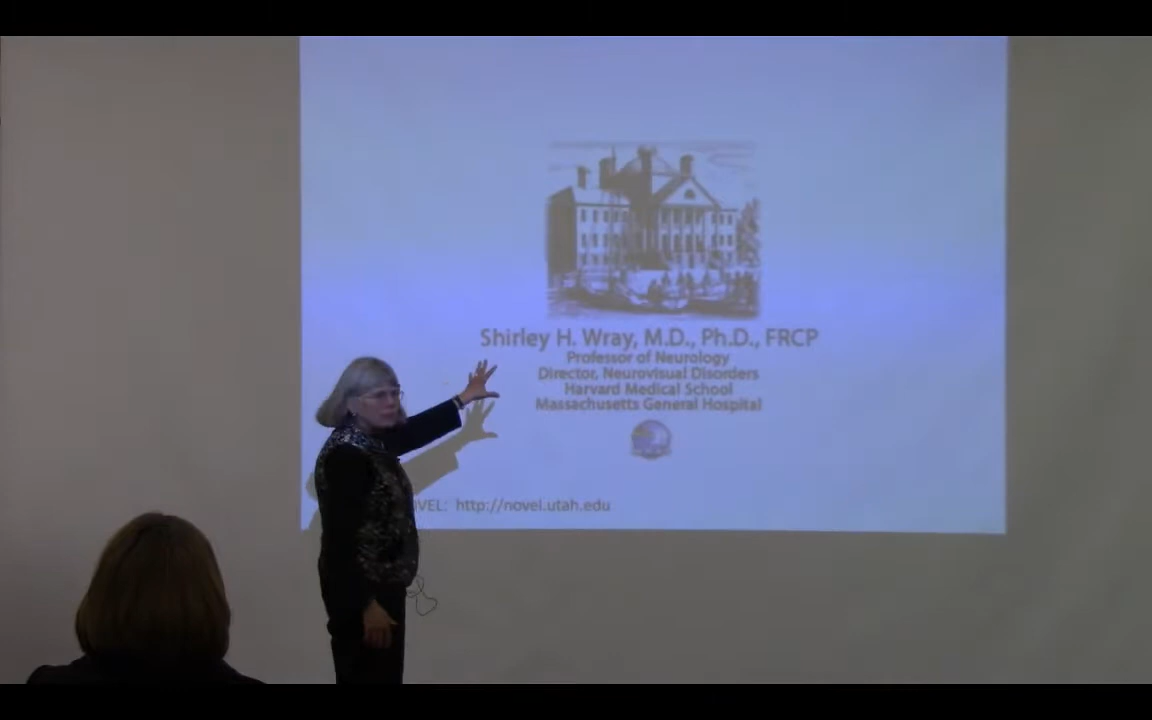 Shirley H. Wray, M.D., Ph.D., FRCP
Professor of Neurology
Director, Neurovisual Disorders
Harvard Medical School
Massachusetts General Hospital
http://novel.utah.edu